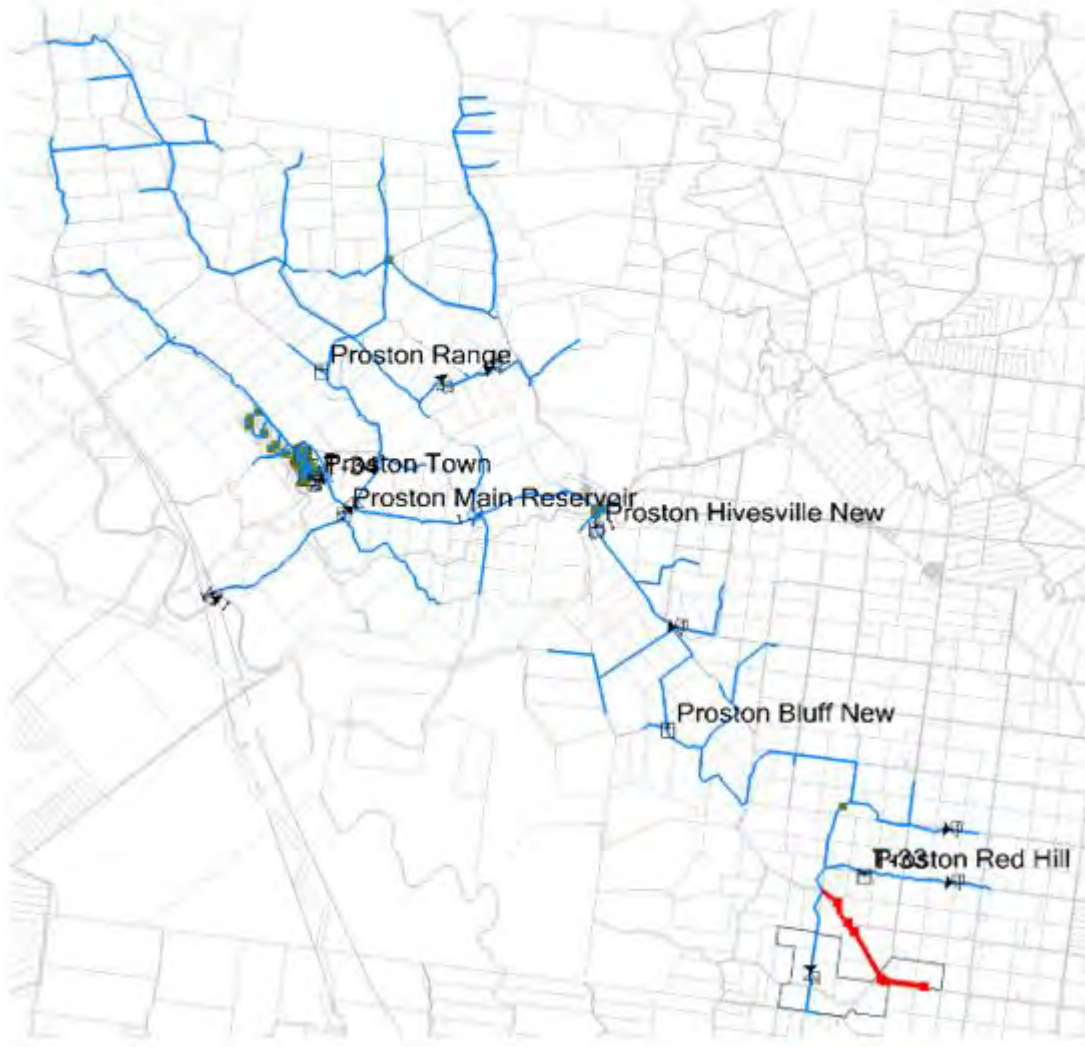 Proston Range
Proston Town
Proston Main Reservoir
Proston Hivesville New
Proston Bluff New
Proston Red Hill